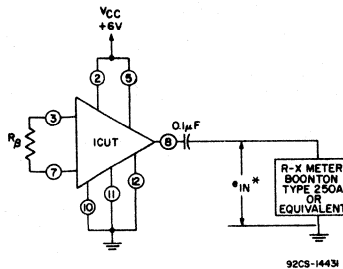 VCC
+6V
2
5
3
Rβ
ICUT
8
0.1μF
7
10
11
12
eIN*
R-X METER
BOONTON
TYPE 250A
OR
EQUIVALENT
92CS-14431